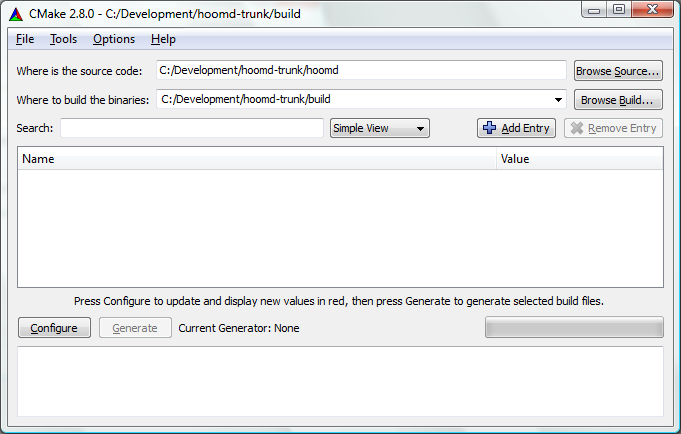 CMake 2.8.0 - C:/Development/hoomd-trunk/build
File Tools Options Help
Where is the source code: C:/Development/hoomd-trunk/hoomd Browse Source...
Where to build the binaries: C:/Development/hoomd-trunk/build Browse Build...
Search: Simple View Add Entry Remove Entry
Name Value
Press Configure to update and display new values in red, then press Generate to generate selected build files.
Configure Generate Current Generator: None